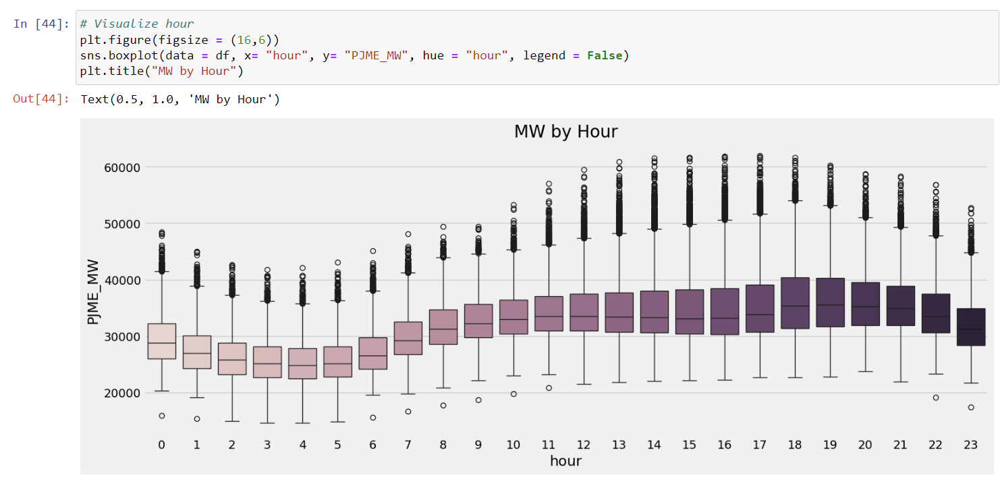 In [44]: # Visualize hour
plt.figure(figsize = (16,6))
sns.boxplot(data = df, x= "hour", y= "PJME_MW", hue = "hour", legend = False)
plt.title("MW by Hour")
Out[44]: Text(0.5, 1.0, 'MW by Hour')
MW by Hour
60000
50000
40000
30000
20000
PJME_MW
0 1 2 3 4 5 6 7 8 9 10 11 12 13 14 15 16 17 18 19 20 21 22 23
hour